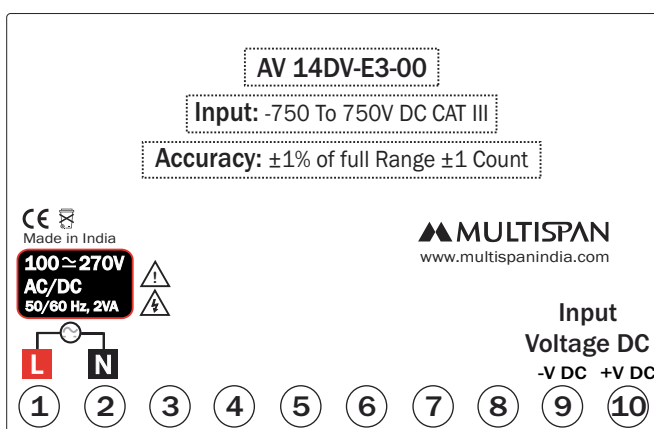 AV 14DV-E3-00
Input: -750 To 750V DC CAT III
Accuracy: ±1% of full Range ±1 Count
CE
Made in India
MULTISPAN
www.multispanindia.com
100≃270V
AC/DC
50/60 Hz, 2VA
Input
Voltage DC
L N
-V DC +V DC
1 2 3 4 5 6 7 8 9 10